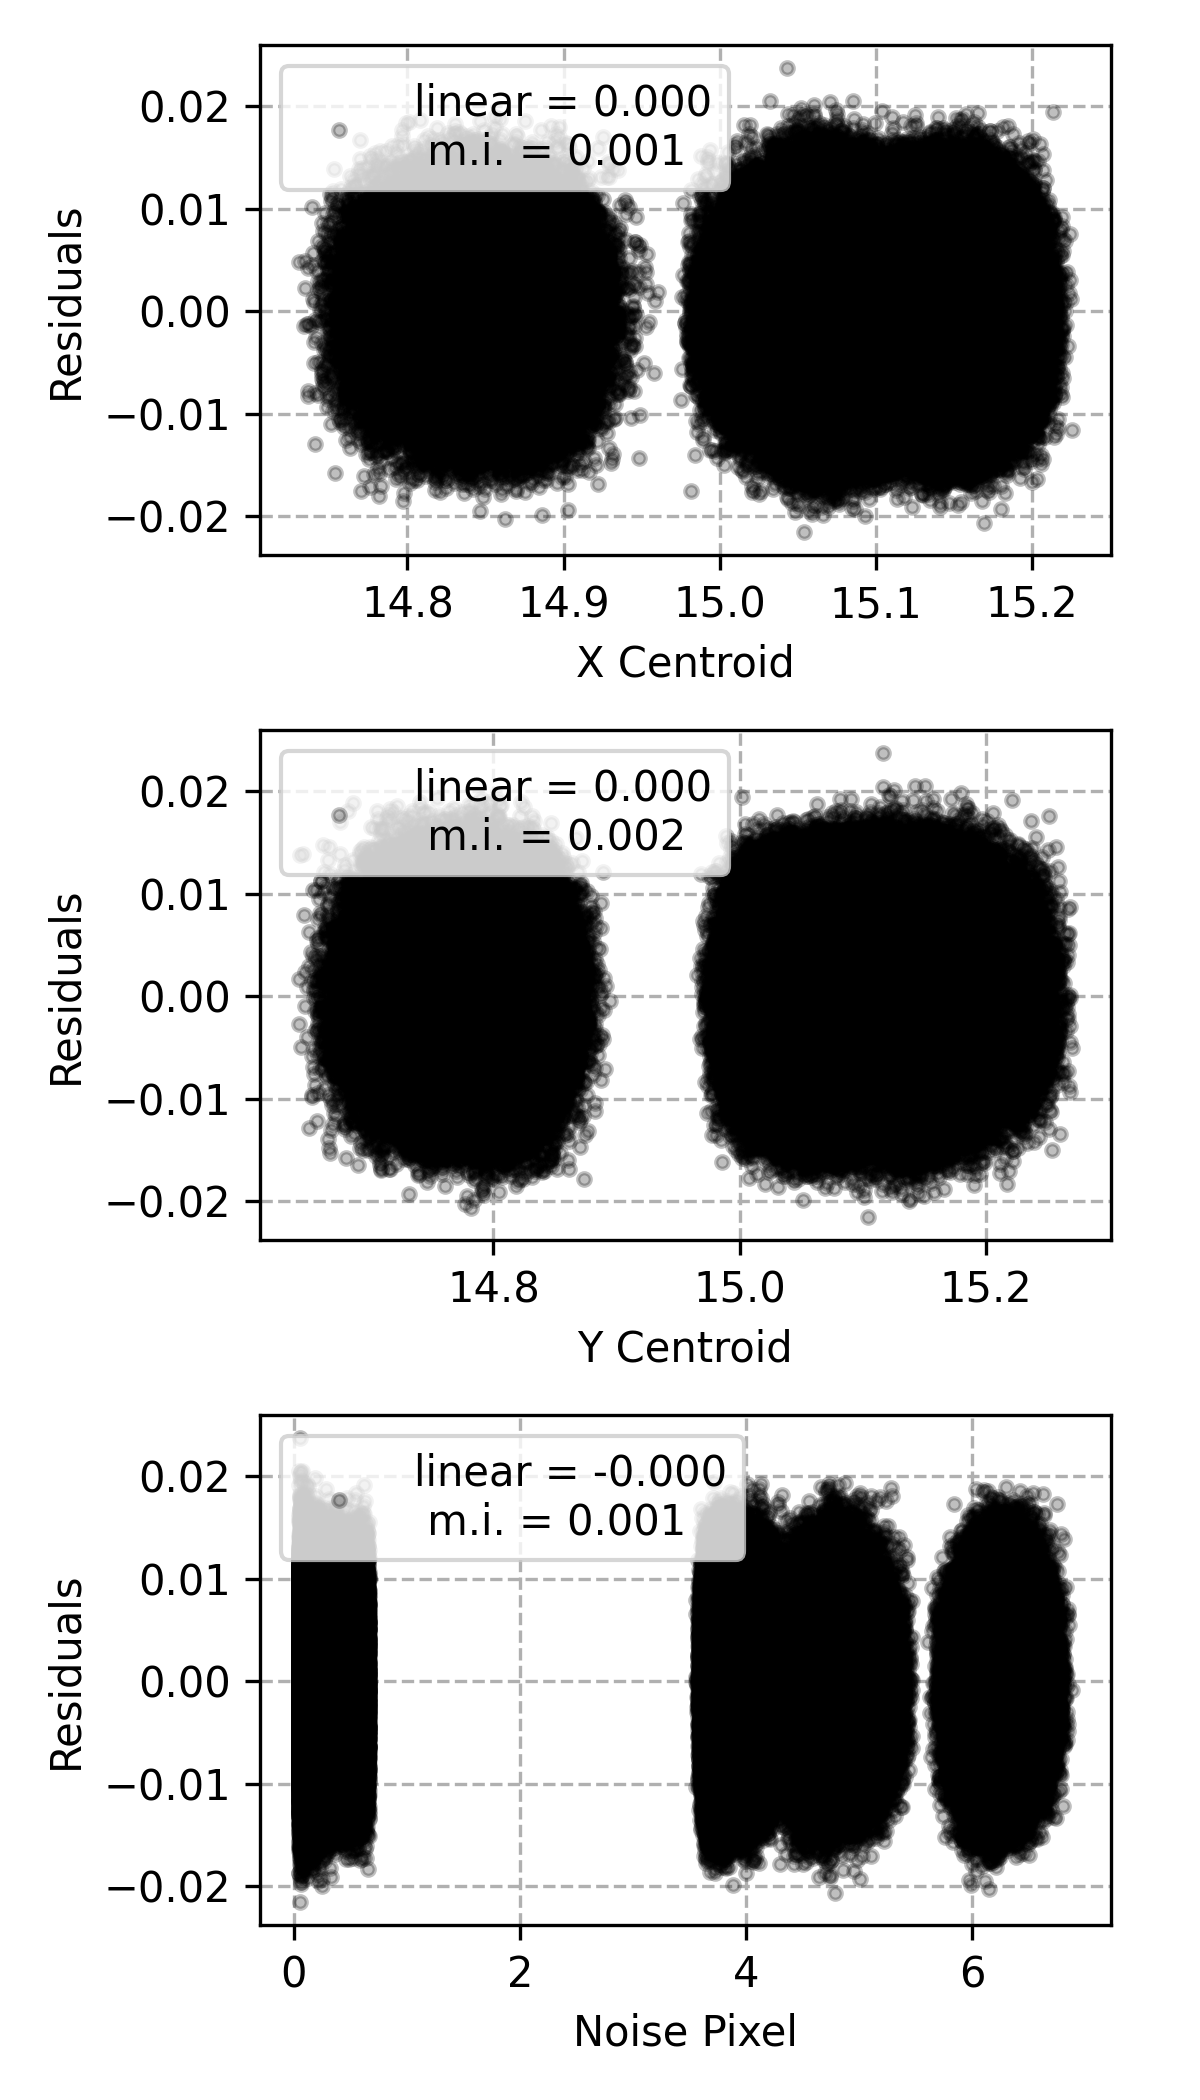 linear = 0.000
m.i. = 0.001
0.02
0.01
0.00
−0.01
−0.02
Residuals
14.8 14.9 15.0 15.1 15.2
X Centroid
linear = 0.000
m.i. = 0.002
0.02
0.01
0.00
−0.01
−0.02
Residuals
14.8 15.0 15.2
Y Centroid
linear = -0.000
m.i. = 0.001
0.02
0.01
0.00
−0.01
−0.02
Residuals
0 2 4 6
Noise Pixel